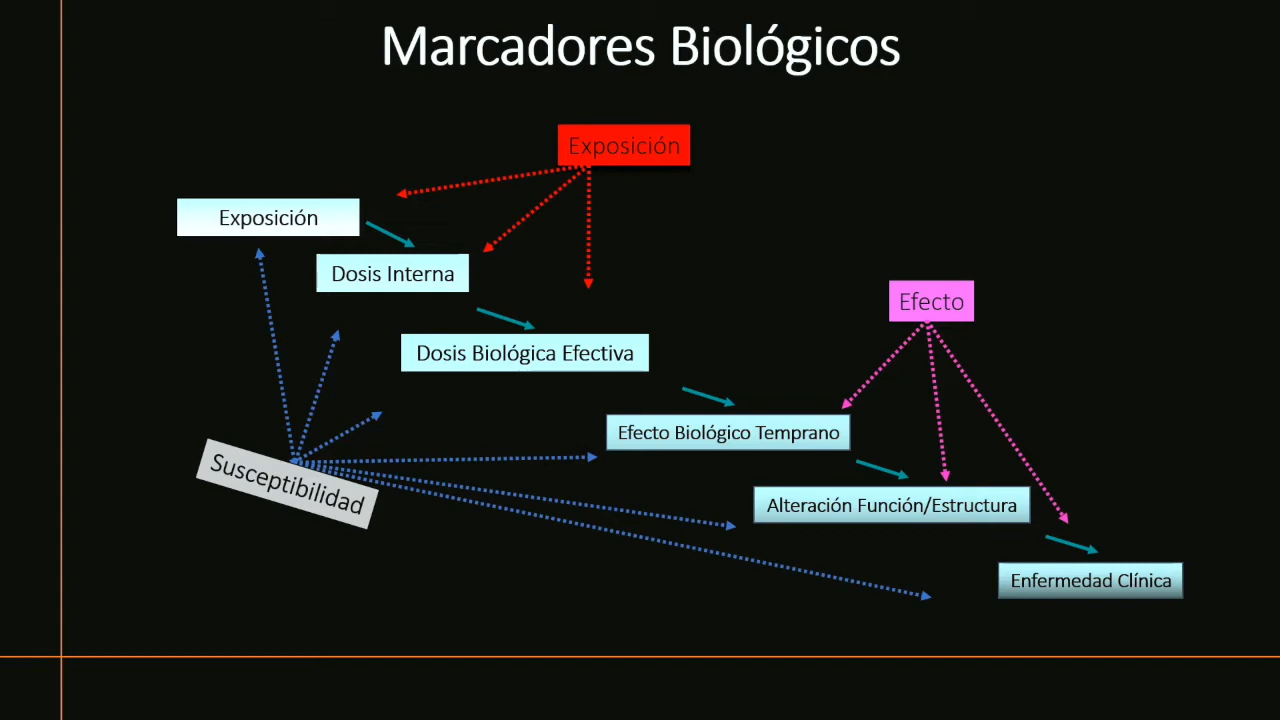 Marcadores Biológicos
Exposición
Exposición
Dosis Interna
Efecto
Dosis Biológica Efectiva
Efecto Biológico Temprano
Susceptibilidad
Alteración Función/Estructura
Enfermedad Clínica